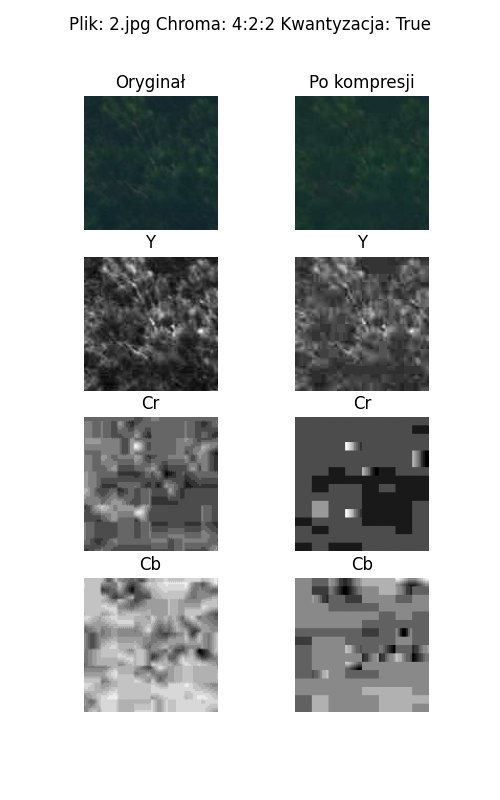 Plik: 2.jpg Chroma: 4:2:2 Kwantyzacja: True
Oryginał Po kompresji
Y Y
Cr Cr
Cb Cb